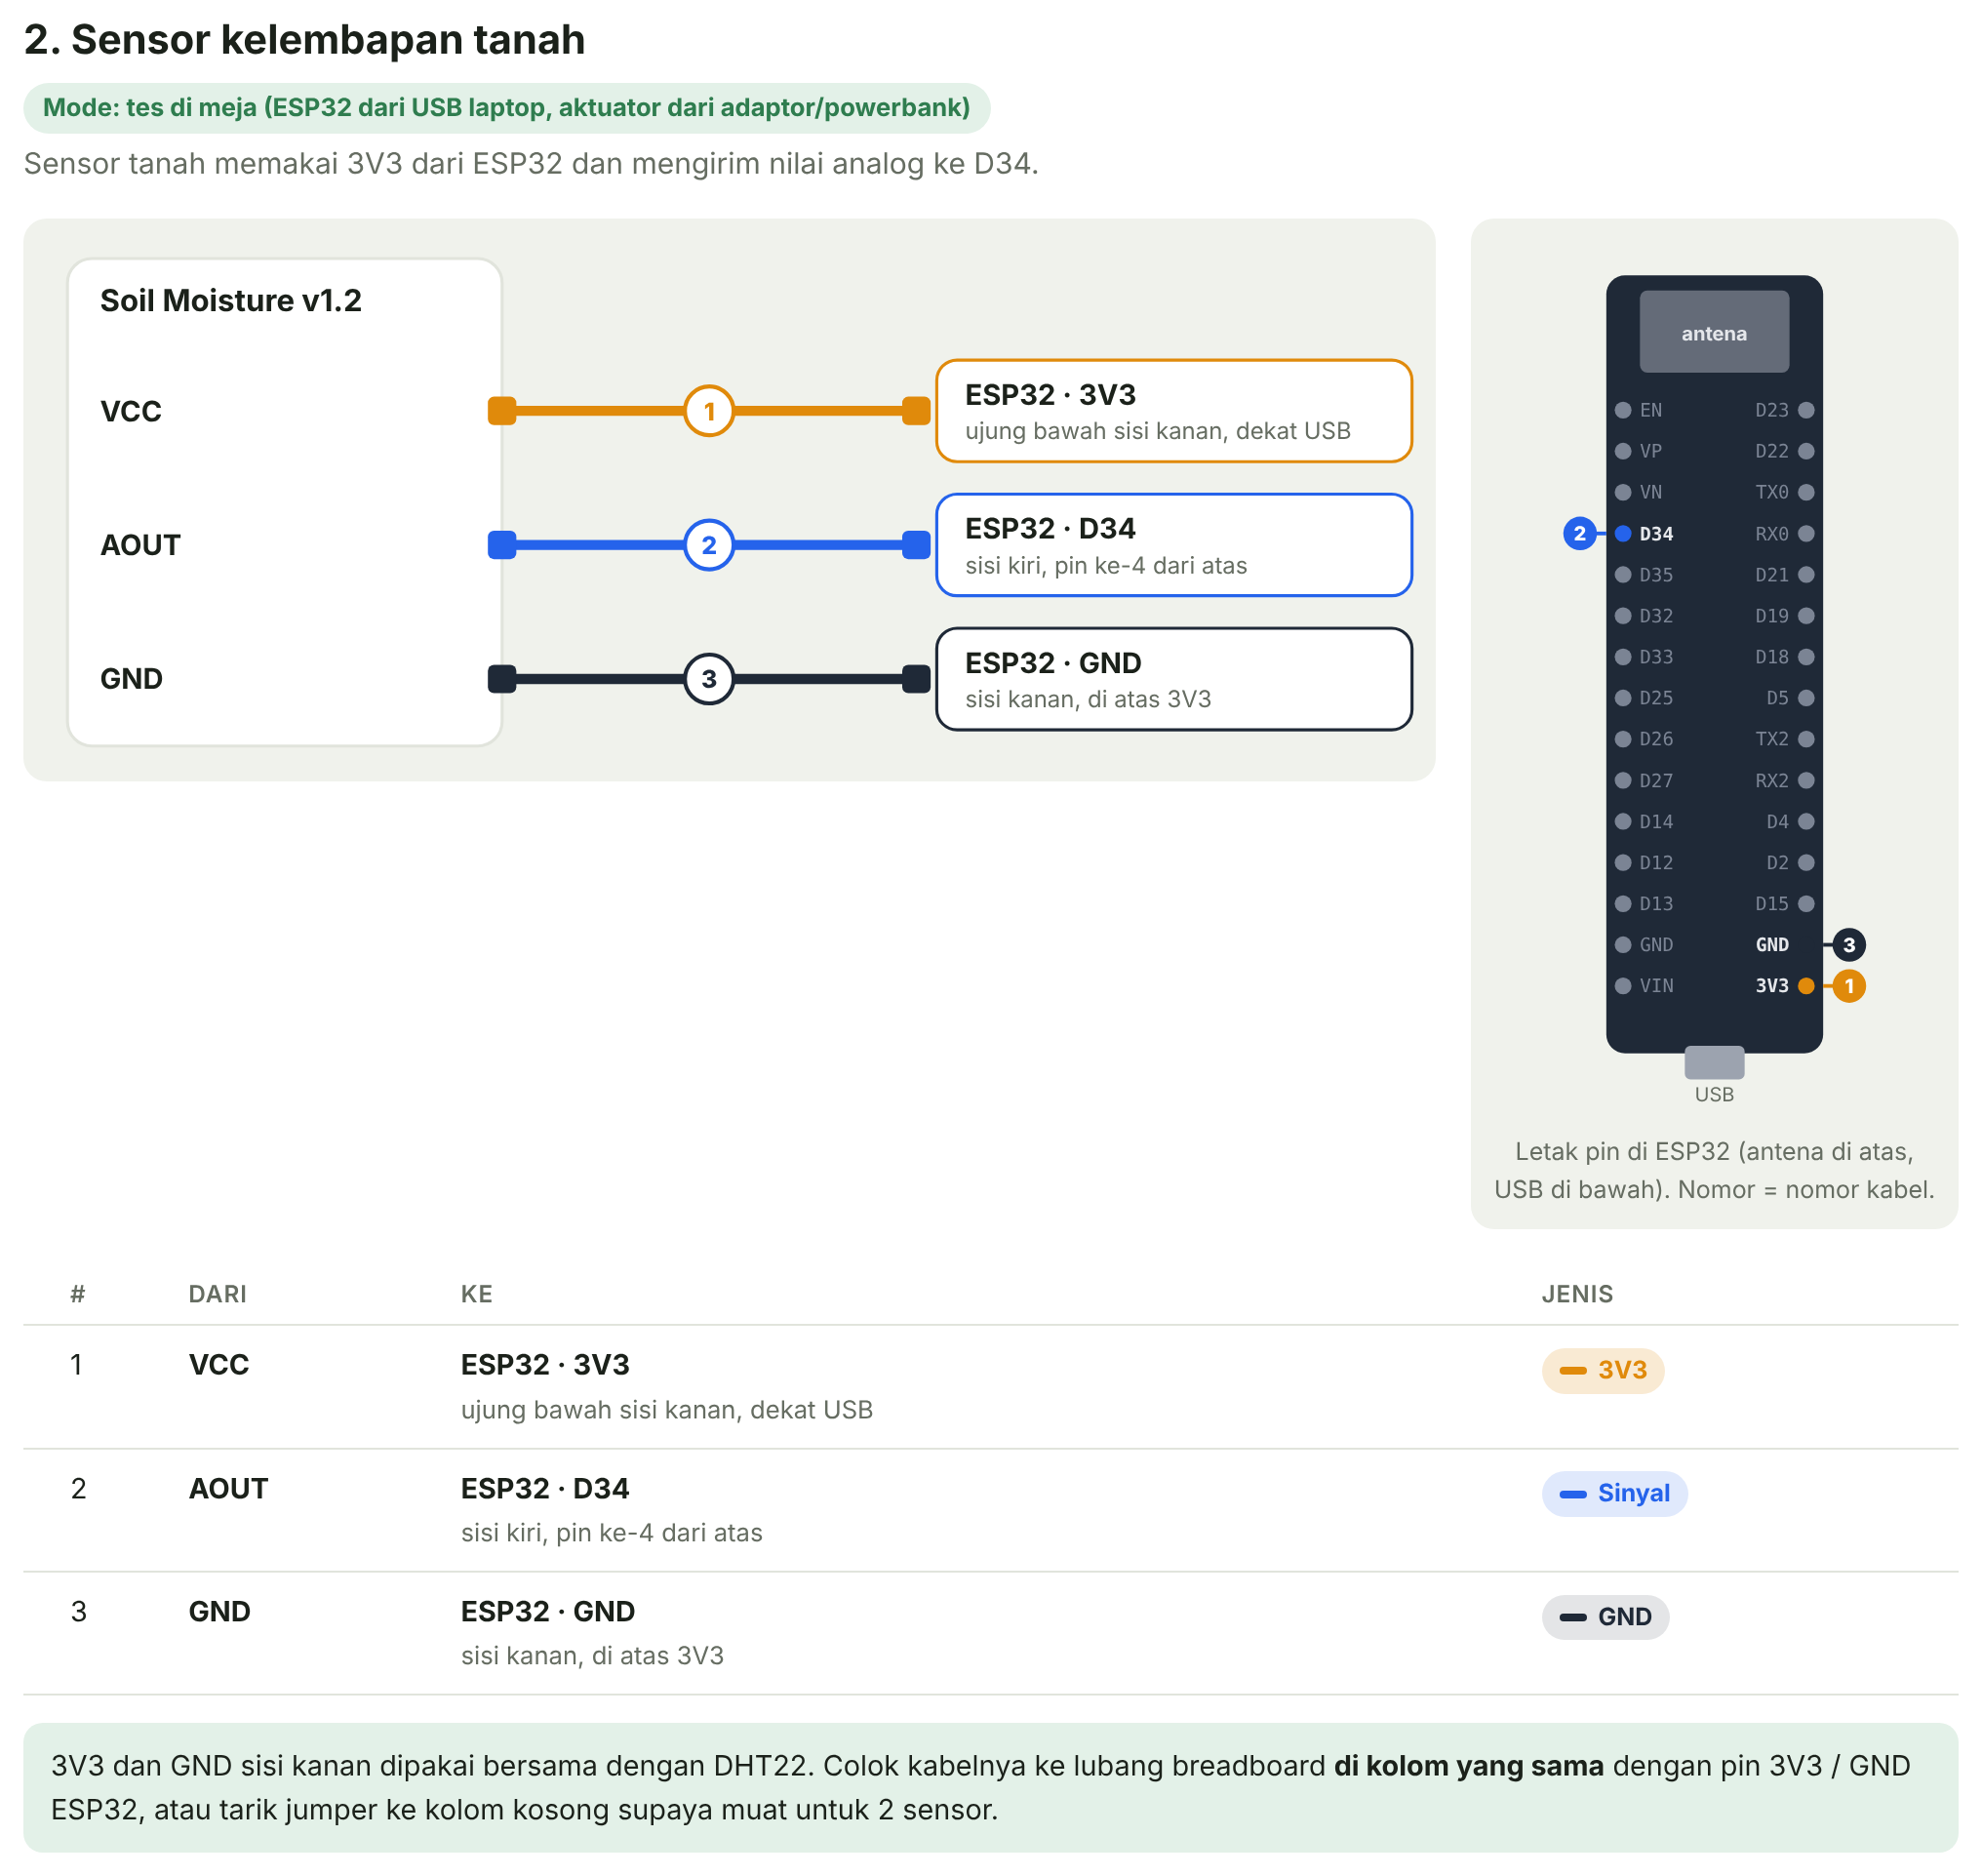 2. Sensor kelembapan tanah
Mode: tes di meja (ESP32 dari USB laptop, aktuator dari adaptor/powerbank)
Sensor tanah memakai 3V3 dari ESP32 dan mengirim nilai analog ke D34.
Soil Moisture v1.2
VCC
1
ESP32 · 3V3
ujung bawah sisi kanan, dekat USB
AOUT
2
ESP32 · D34
sisi kiri, pin ke-4 dari atas
GND
3
ESP32 · GND
sisi kanan, di atas 3V3
antena
EN D23
VP D22
VN TX0
2 D34 RX0
D35 D21
D32 D19
D33 D18
D25 D5
D26 TX2
D27 RX2
D14 D4
D12 D2
D13 D15
GND GND 3
VIN 3V3 1
USB
Letak pin di ESP32 (antena di atas,
USB di bawah). Nomor = nomor kabel.
# DARI KE JENIS
1 VCC ESP32 · 3V3 3V3
ujung bawah sisi kanan, dekat USB
2 AOUT ESP32 · D34 Sinyal
sisi kiri, pin ke-4 dari atas
3 GND ESP32 · GND GND
sisi kanan, di atas 3V3
3V3 dan GND sisi kanan dipakai bersama dengan DHT22. Colok kabelnya ke lubang breadboard di kolom yang sama dengan pin 3V3 / GND
ESP32, atau tarik jumper ke kolom kosong supaya muat untuk 2 sensor.